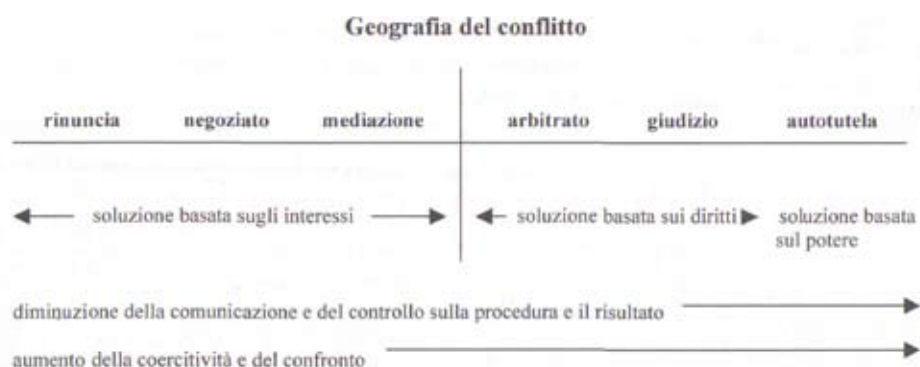 Geografia del conflitto
rinuncia negoziato mediazione arbitrato giudizio autotutela
soluzione basata sugli interessi soluzione basata sui diritti soluzione basata
sul potere
diminuzione della comunicazione e del controllo sulla procedura e il risultato
aumento della coercitività e del confronto